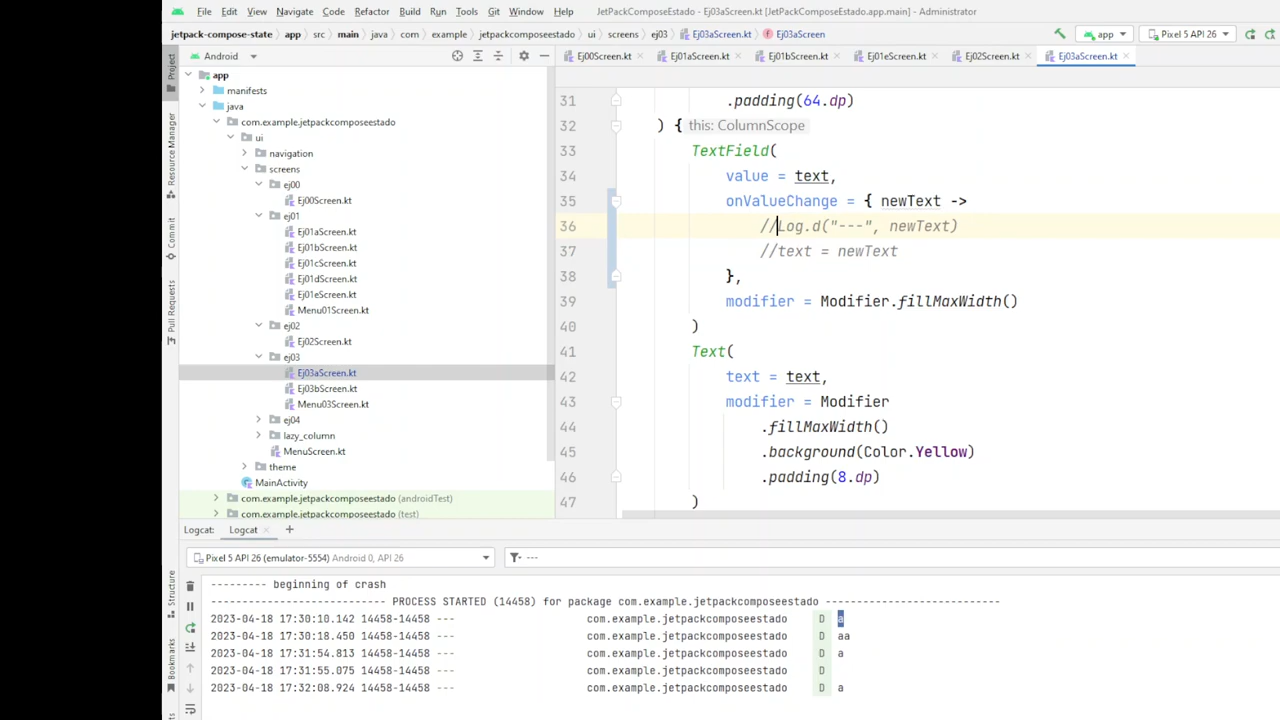 File Edit View Navigate Code Refactor Build Run Tools Git Window Help JetPackComposeEstado - Ej03aScreen.kt [JetPackComposeEstado.app.main] - Administrator
jetpack-compose-state app src main java com example jetpackcomposeestado ui screens ej03 Ej03aScreen.kt Ej03aScreen app Pixel 5 API 26
Project
Resource Manager
Commit
Pull Requests
Structure
Bookmarks
Android
Ej00Screen.kt Ej01aScreen.kt Ej01bScreen.kt Ej01eScreen.kt Ej02Screen.kt Ej03aScreen.kt
app
manifests
java
com.example.jetpackcomposeestado
ui
navigation
screens
ej00
Ej00Screen.kt
ej01
Ej01aScreen.kt
Ej01bScreen.kt
Ej01cScreen.kt
Ej01dScreen.kt
Ej01eScreen.kt
Menu01Screen.kt
ej02
Ej02Screen.kt
ej03
Ej03aScreen.kt
Ej03bScreen.kt
Menu03Screen.kt
ej04
lazy_column
MenuScreen.kt
theme
MainActivity
com.example.jetpackcomposeestado (androidTest)
com.example.jetpackcomposeestado (test)
31 .padding(64.dp)
32 ) { this: ColumnScope
33 TextField(
34 value = text,
35 onValueChange = { newText ->
36 //Log.d("---", newText)
37 //text = newText
38 },
39 modifier = Modifier.fillMaxWidth()
40 )
41 Text(
42 text = text,
43 modifier = Modifier
44 .fillMaxWidth()
45 .background(Color.Yellow)
46 .padding(8.dp)
47 )
Logcat: Logcat
Pixel 5 API 26 (emulator-5554) Android 0, API 26 ---
--------- beginning of crash
--------------------------- PROCESS STARTED (14458) for package com.example.jetpackcomposeestado ---------------------------
2023-04-18 17:30:10.142 14458-14458 --- com.example.jetpackcomposeestado D a
2023-04-18 17:30:18.450 14458-14458 --- com.example.jetpackcomposeestado D aa
2023-04-18 17:31:54.813 14458-14458 --- com.example.jetpackcomposeestado D a
2023-04-18 17:31:55.075 14458-14458 --- com.example.jetpackcomposeestado D
2023-04-18 17:32:08.924 14458-14458 --- com.example.jetpackcomposeestado D a